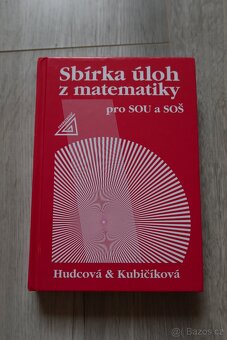 Sbírka úloh
z matematiky
pro SOU a SOŠ
Hudcová & Kubičíková
Bazos.cz